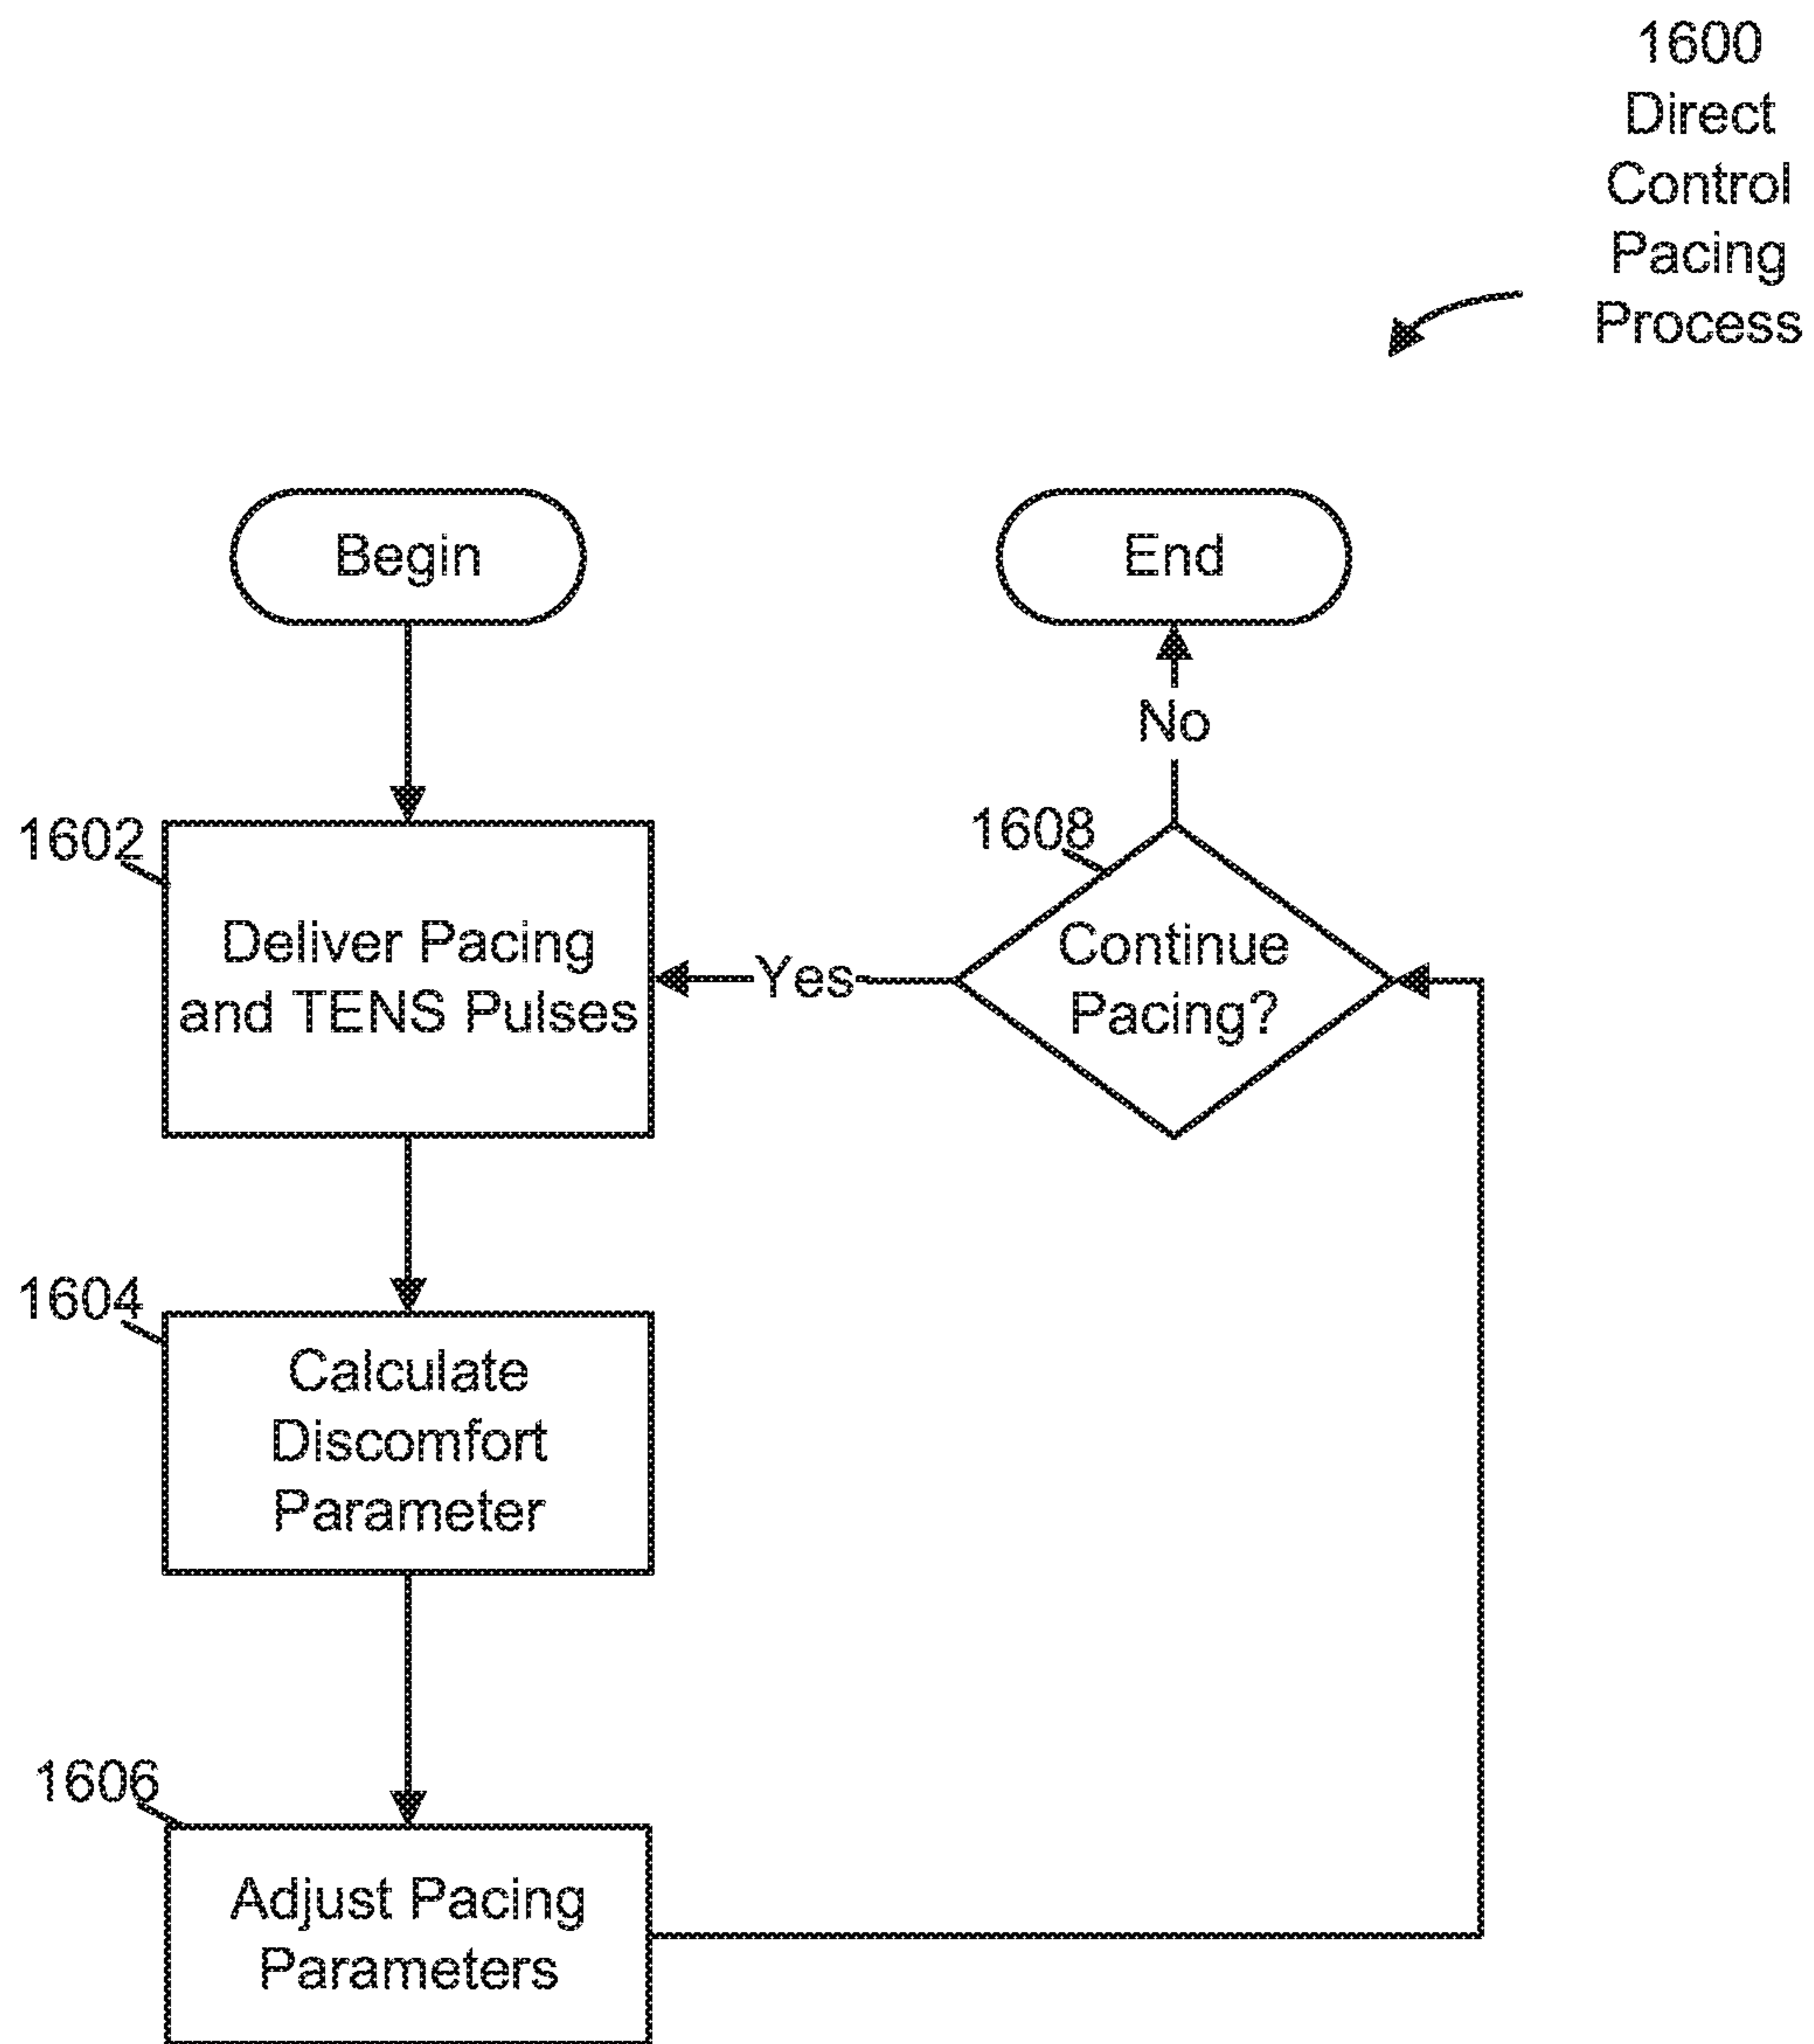 1600
Direct
Control
Pacing
Process
Begin
End
No
1602
1608
Deliver Pacing
and TENS Pulses
Yes
Continue
Pacing?
1604
Calculate
Discomfort
Parameter
1606
Adjust Pacing
Parameters